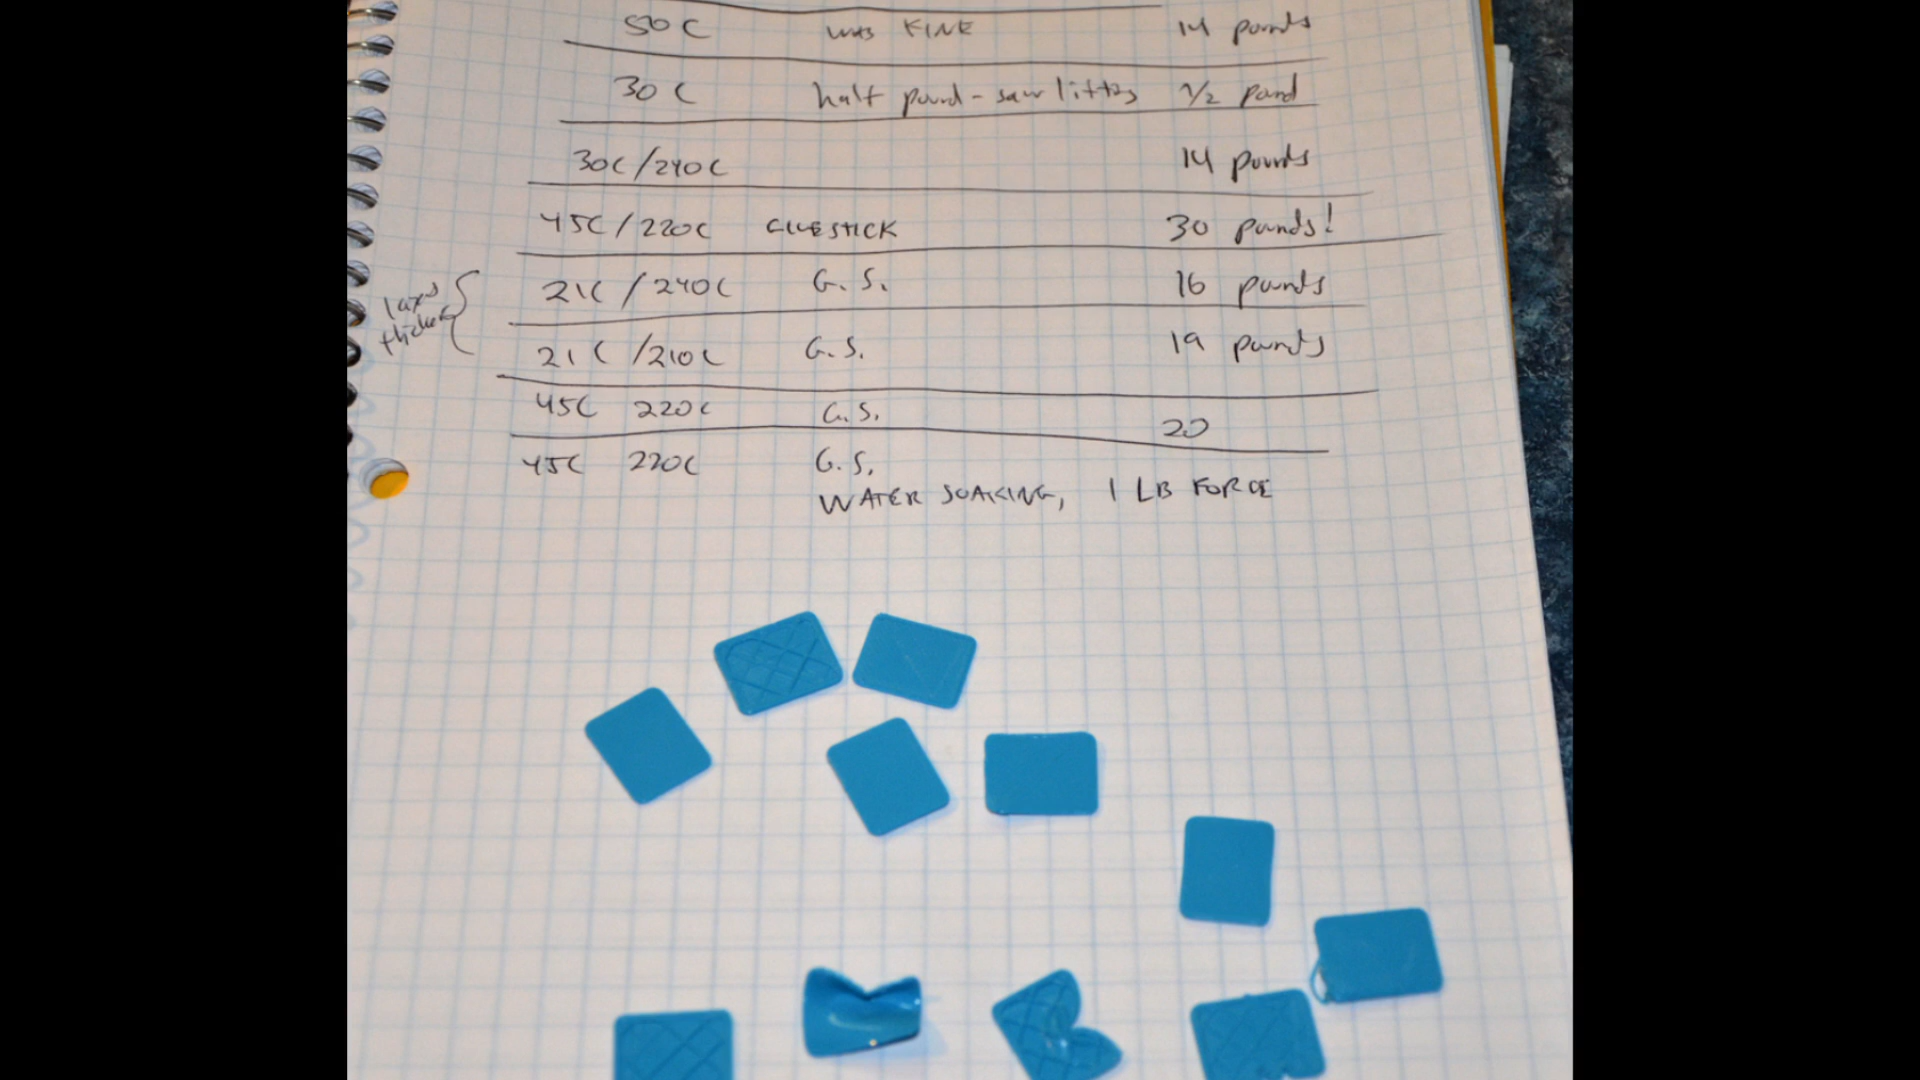 50C was FINE 14 pounds
30C half pound - saw lifting 1/2 pound
30C/240C 14 pounds
45C/220C GLUESTICK 30 pounds!
21C/240C G.S. 16 pounds
thicker
21C/210C G.S. 19 pounds
45C 220C G.S. 20
45C 220C G.S.
WATER SOAKING, 1 LB FORCE